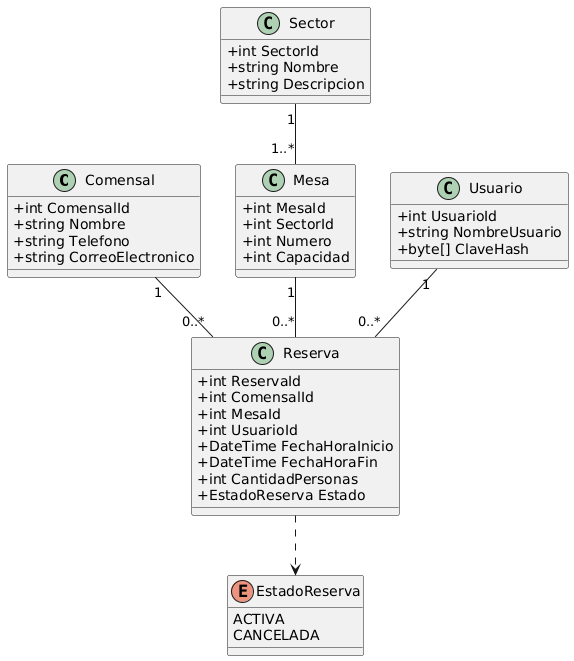 C Sector
+int SectorId
+string Nombre
+string Descripcion
1
1..*
C Comensal
+int ComensalId
+string Nombre
+string Telefono
+string CorreoElectronico
C Mesa
+int MesaId
+int SectorId
+int Numero
+int Capacidad
C Usuario
+int UsuarioId
+string NombreUsuario
+byte[] ClaveHash
1
0..*
1
0..*
1
0..*
C Reserva
+int ReservaId
+int ComensalId
+int MesaId
+int UsuarioId
+DateTime FechaHoraInicio
+DateTime FechaHoraFin
+int CantidadPersonas
+EstadoReserva Estado
E EstadoReserva
ACTIVA
CANCELADA